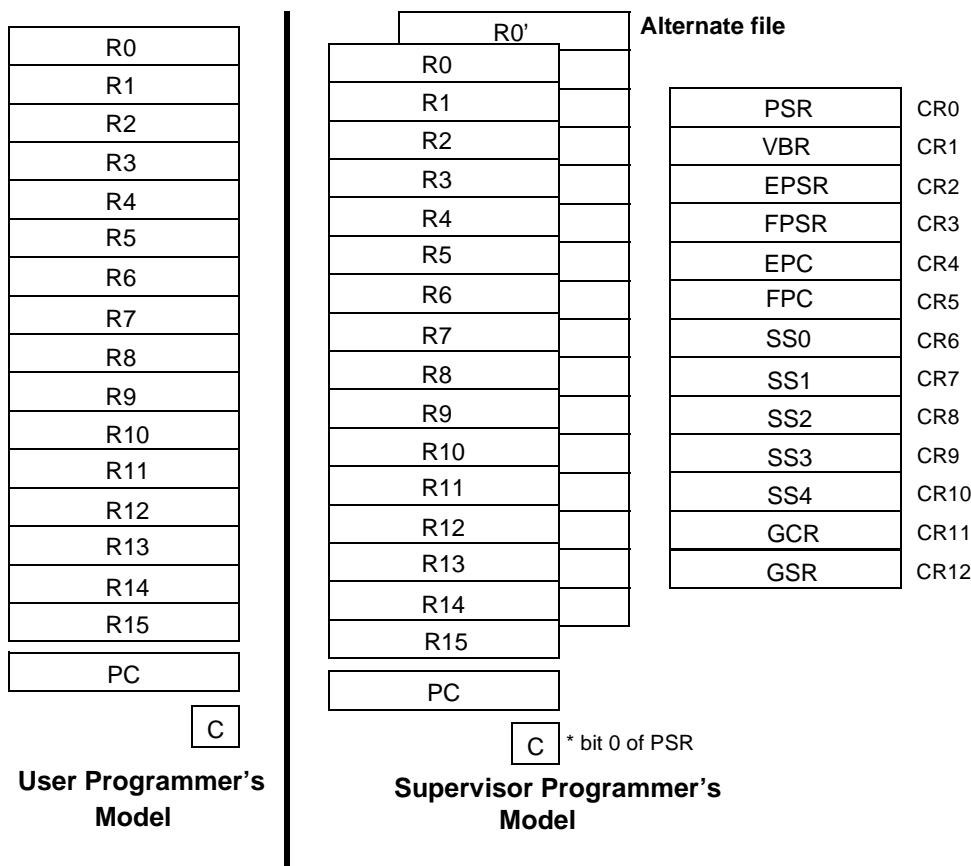 R0
R1
R2
R3
R4
R5
R6
R7
R8
R9
R10
R11
R12
R13
R14
R15
PC
C
User Programmer’s
Model
Alternate file
R0’
R0
R1
R2
R3
R4
R5
R6
R7
R8
R9
R10
R11
R12
R13
R14
R15
PC
C * bit 0 of PSR
Supervisor Programmer’s
Model
PSR CR0
VBR CR1
EPSR CR2
FPSR CR3
EPC CR4
FPC CR5
SS0 CR6
SS1 CR7
SS2 CR8
SS3 CR9
SS4 CR10
GCR CR11
GSR CR12